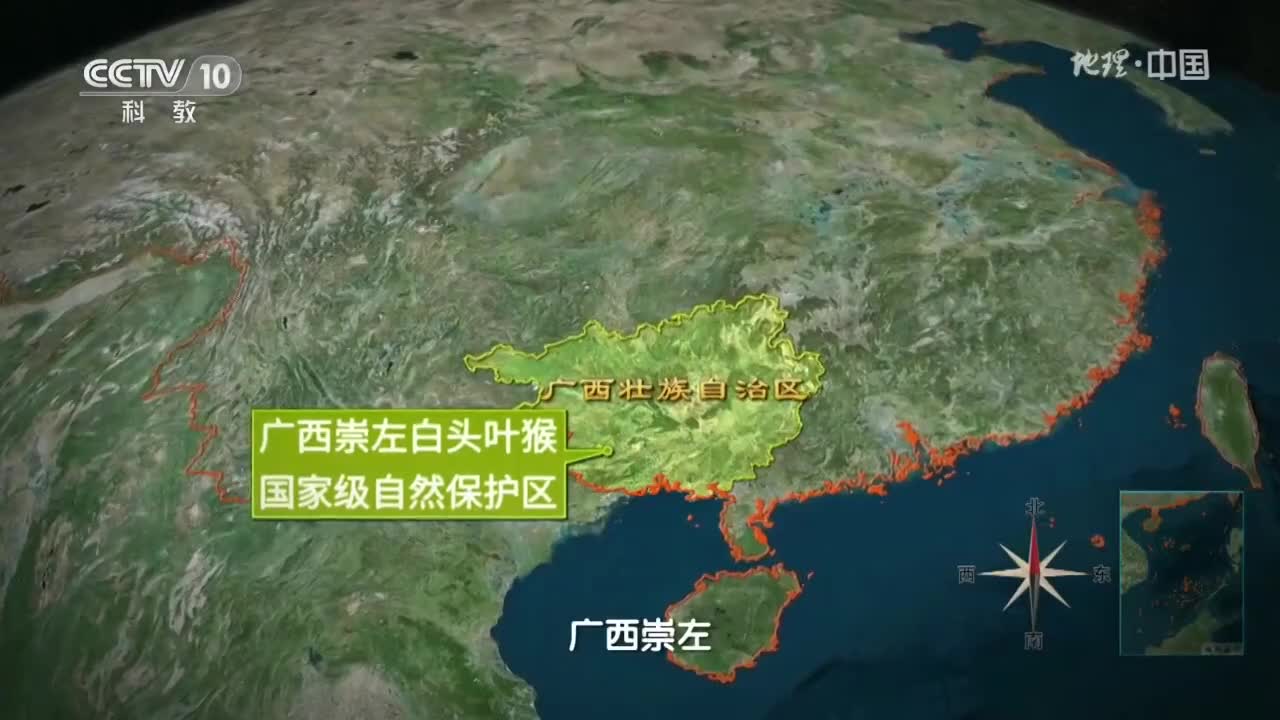 CCTV 10
科 教
地理·中国
广西壮族自治区
广西崇左白头叶猴
国家级自然保护区
北
西
东
南
广西崇左